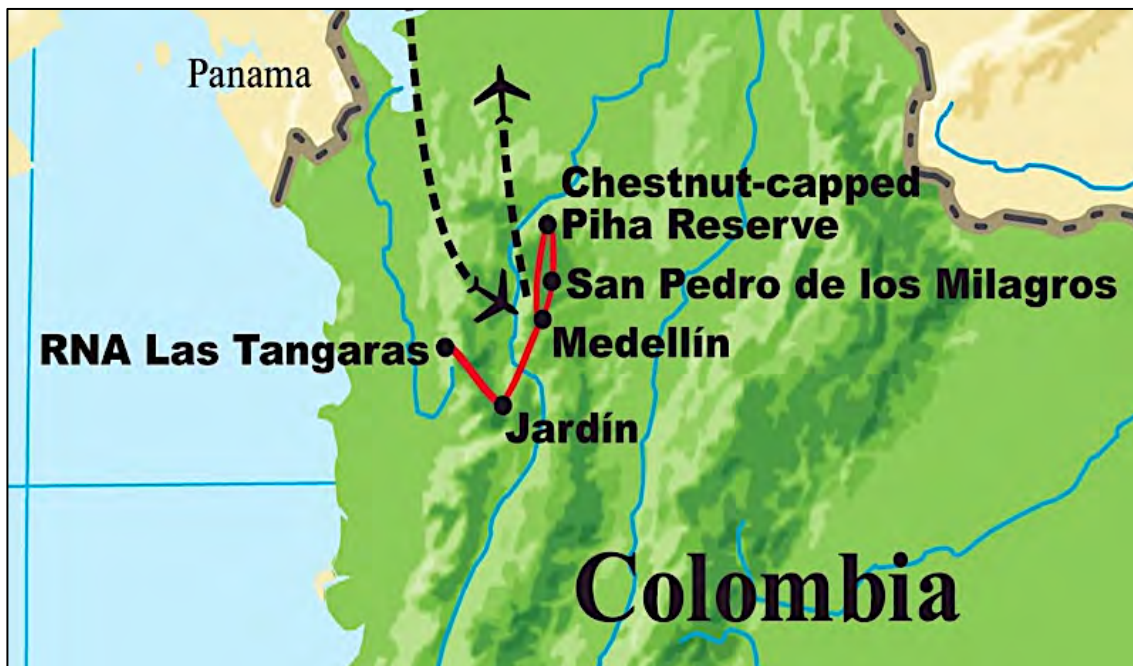 Panama
Chestnut-capped
Piha Reserve
San Pedro de los Milagros
Medellín
RNA Las Tangaras
Jardín
Colombia